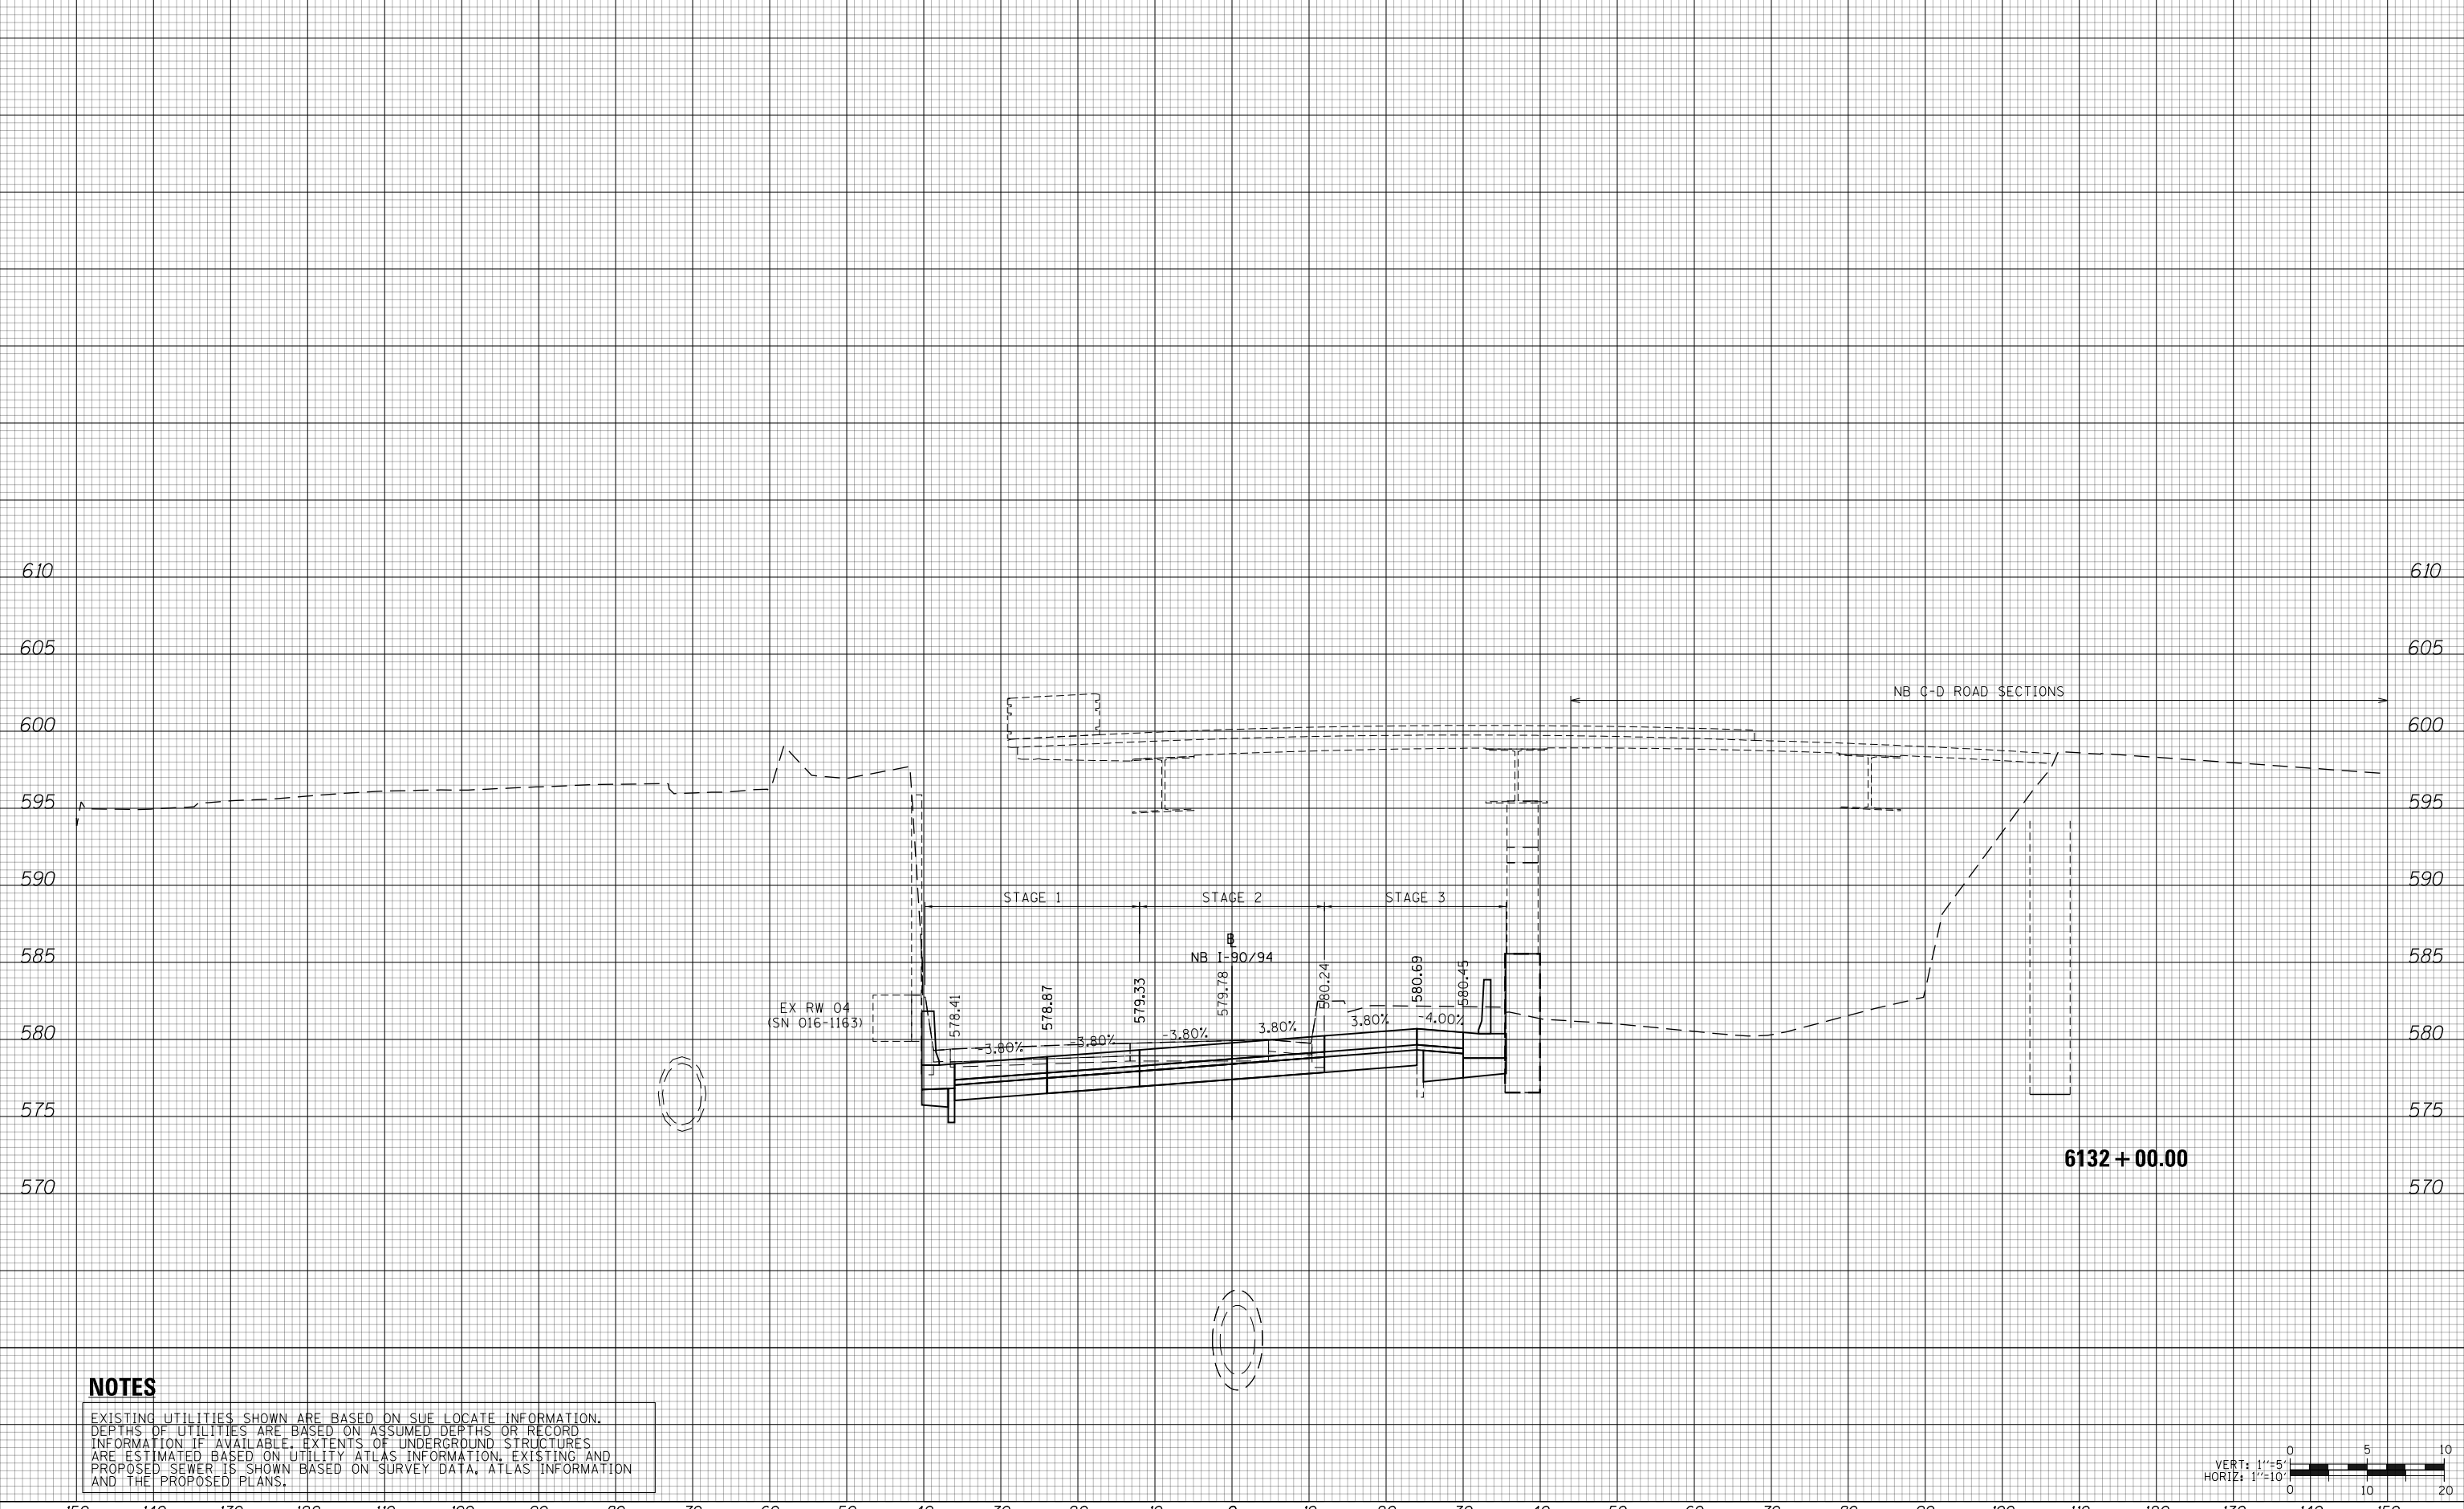 610 610
605 605
NB C-D ROAD SECTIONS
600 600
595 595
590 590
STAGE 1 STAGE 2 STAGE 3
585 585
B
NB I-90/94
578.41 578.87 579.33 579.78 580.24 580.69 580.45
EX RW 04
(SN 016-1163)
580 580
-3.80% -3.80% -3.80% 3.80% 3.80% -4.00%
575 575
6132 + 00.00
570 570
NOTES
EXISTING UTILITIES SHOWN ARE BASED ON SUE LOCATE INFORMATION.
DEPTHS OF UTILITIES ARE BASED ON ASSUMED DEPTHS OR RECORD
INFORMATION IF AVAILABLE. EXTENTS OF UNDERGROUND STRUCTURES
ARE ESTIMATED BASED ON UTILITY ATLAS INFORMATION. EXISTING AND
PROPOSED SEWER IS SHOWN BASED ON SURVEY DATA, ATLAS INFORMATION
AND THE PROPOSED PLANS.
0 5 10
VERT: 1"=5'
HORIZ: 1"=10'
0 10 20